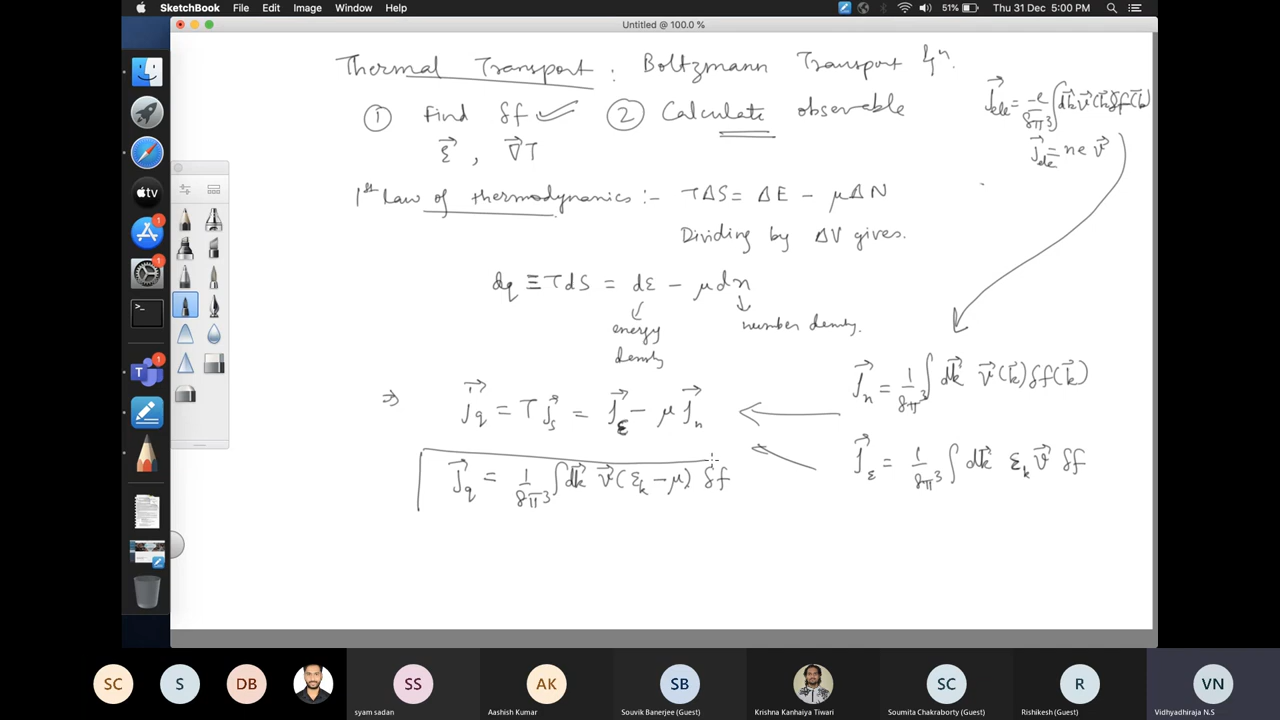 SketchBook File Edit Image Window Help 51% Thu 31 Dec 5:00 PM
Untitled @ 100.0 %
Thermal Transport : Boltzmann Transport Eqⁿ.
① Find δf ② Calculate observable
ξ⃗ , ∇⃗T
J⃗ele = -e/8π³ ∫dk⃗ v⃗(k⃗)δf(k⃗)
J⃗ele = ne v⃗
1st law of thermodynamics :- TΔS = ΔE - μΔN
Dividing by ΔV gives.
dq ≡ TdS = dε - μdn
energy density
number density.
⇒ J⃗q = T J⃗s = J⃗ε - μ J⃗n
J⃗n = 1/8π³ ∫ dk⃗ v⃗(k⃗) δf(k⃗)
J⃗q = 1/8π³ ∫dk⃗ v⃗(εk - μ) δf
J⃗ε = 1/8π³ ∫ dk⃗ εk v⃗ δf
tv
SC S DB SS AK SB SC R VN
syam sadan Aashish Kumar Souvik Banerjee (Guest) Krishna Kanhaiya Tiwari Soumita Chakraborty (Guest) Rishikesh (Guest) Vidhyadhiraja N.S